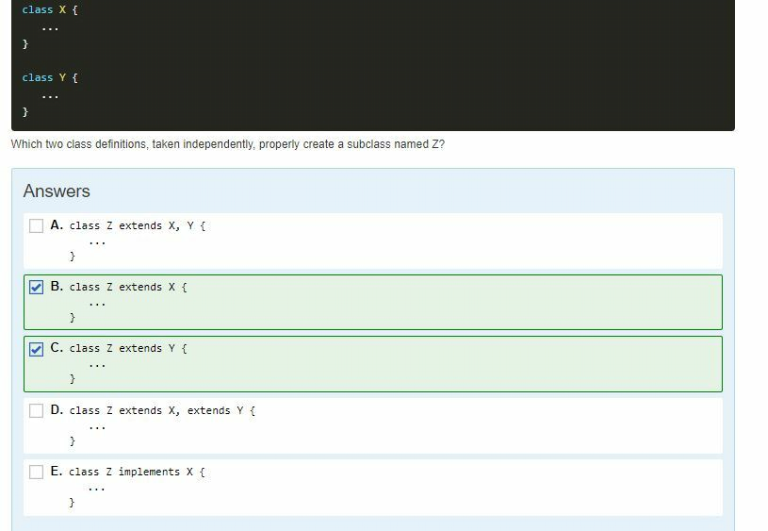 class X {
...
}
class Y {
...
}
Which two class definitions, taken independently, properly create a subclass named Z?
Answers
A. class Z extends X, Y {
...
}
B. class Z extends X {
...
}
C. class Z extends Y {
...
}
D. class Z extends X, extends Y {
...
}
E. class Z implements X {
...
}